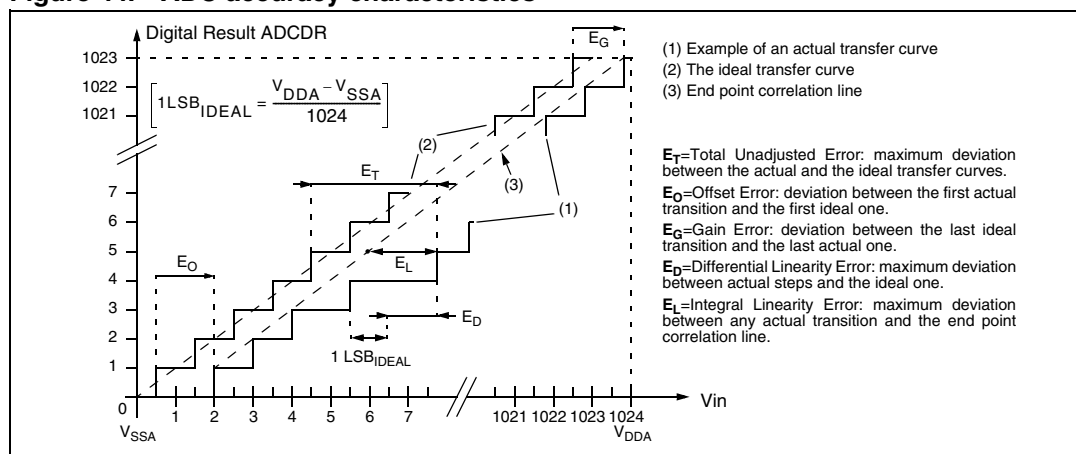 Digital Result ADCDR
E_G
(1) Example of an actual transfer curve
(2) The ideal transfer curve
(3) End point correlation line
1023
1022
1021
1LSB_IDEAL = (V_DDA – V_SSA) / 1024
(2)
(3)
(1)
E_T
E_T=Total Unadjusted Error: maximum deviation
between the actual and the ideal transfer curves.
E_O=Offset Error: deviation between the first actual
transition and the first ideal one.
E_G=Gain Error: deviation between the last ideal
transition and the last actual one.
E_D=Differential Linearity Error: maximum deviation
between actual steps and the ideal one.
E_L=Integral Linearity Error: maximum deviation
between any actual transition and the end point
correlation line.
7
6
5
4
3
2
1
0
E_O
E_L
E_D
1 LSB_IDEAL
1 2 3 4 5 6 7 1021 1022 1023 1024
Vin
V_SSA
V_DDA